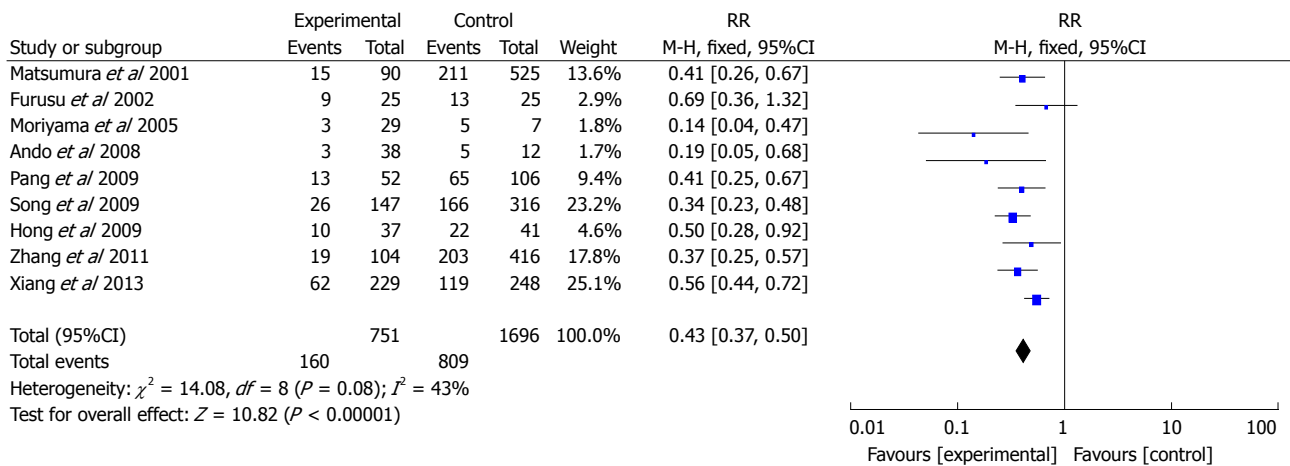 Experimental Control RR RR
Study or subgroup Events Total Events Total Weight M-H, fixed, 95%CI M-H, fixed, 95%CI
Matsumura et al 2001 15 90 211 525 13.6% 0.41 [0.26, 0.67]
Furusu et al 2002 9 25 13 25 2.9% 0.69 [0.36, 1.32]
Moriyama et al 2005 3 29 5 7 1.8% 0.14 [0.04, 0.47]
Ando et al 2008 3 38 5 12 1.7% 0.19 [0.05, 0.68]
Pang et al 2009 13 52 65 106 9.4% 0.41 [0.25, 0.67]
Song et al 2009 26 147 166 316 23.2% 0.34 [0.23, 0.48]
Hong et al 2009 10 37 22 41 4.6% 0.50 [0.28, 0.92]
Zhang et al 2011 19 104 203 416 17.8% 0.37 [0.25, 0.57]
Xiang et al 2013 62 229 119 248 25.1% 0.56 [0.44, 0.72]
Total (95%CI) 751 1696 100.0% 0.43 [0.37, 0.50]
Total events 160 809
Heterogeneity: χ² = 14.08, df = 8 (P = 0.08); I² = 43%
Test for overall effect: Z = 10.82 (P < 0.00001)
0.01 0.1 1 10 100
Favours [experimental] Favours [control]